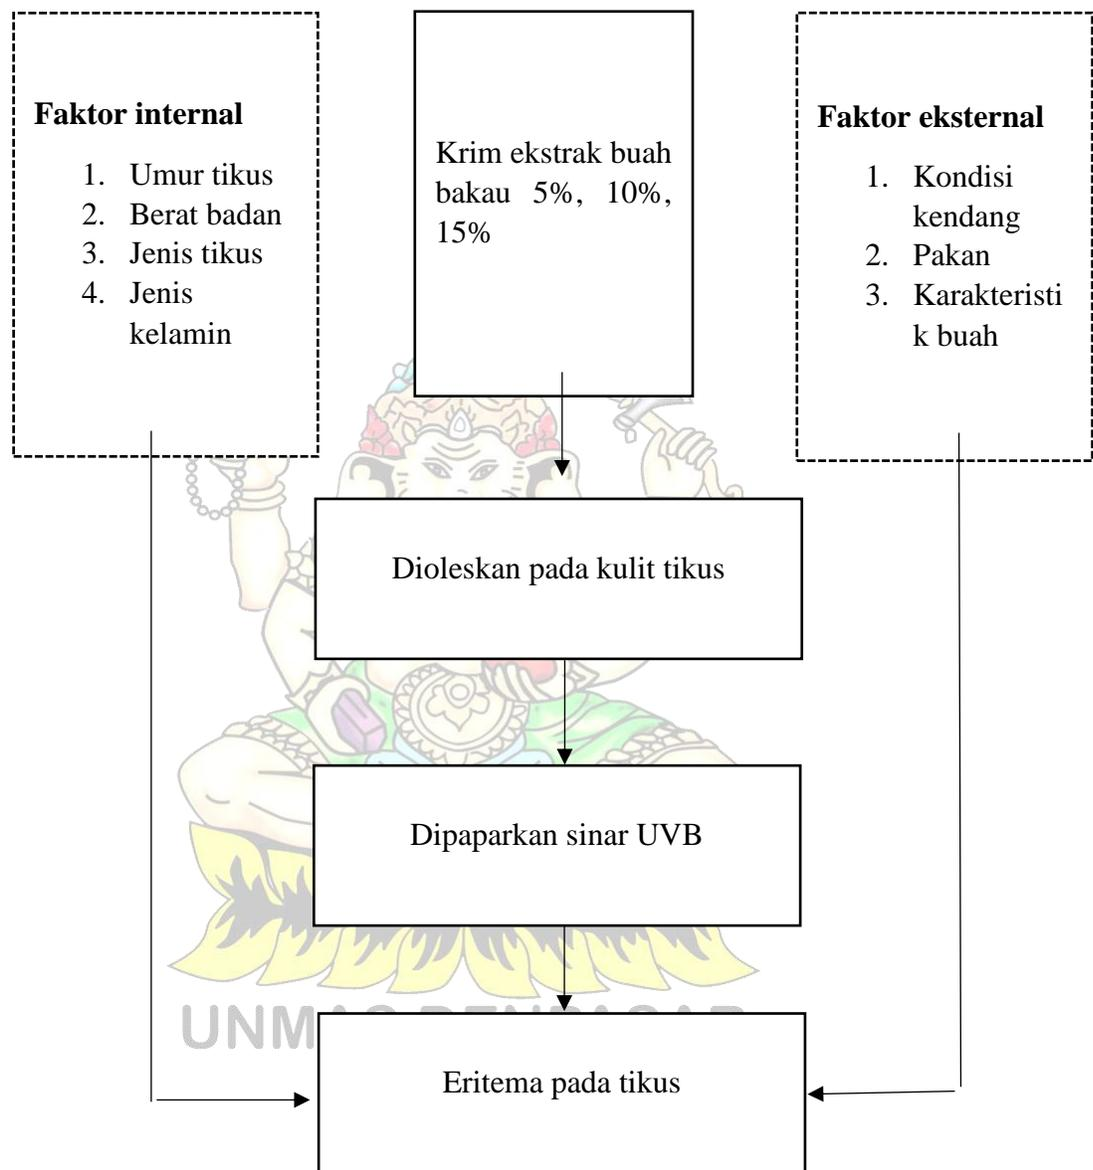 Faktor internal
1. Umur tikus
2. Berat badan
3. Jenis tikus
4. Jenis
kelamin
Krim ekstrak buah
bakau 5%, 10%,
15%
Faktor eksternal
1. Kondisi
kendang
2. Pakan
3. Karakteristi
k buah
Dioleskan pada kulit tikus
Dipaparkan sinar UVB
UNMAS DENPASAR
Eritema pada tikus